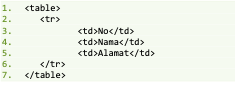 1. <table>
2. <tr>
3. <td>No</td>
4. <td>Nama</td>
5. <td>Alamat</td>
6. </tr>
7. </table>